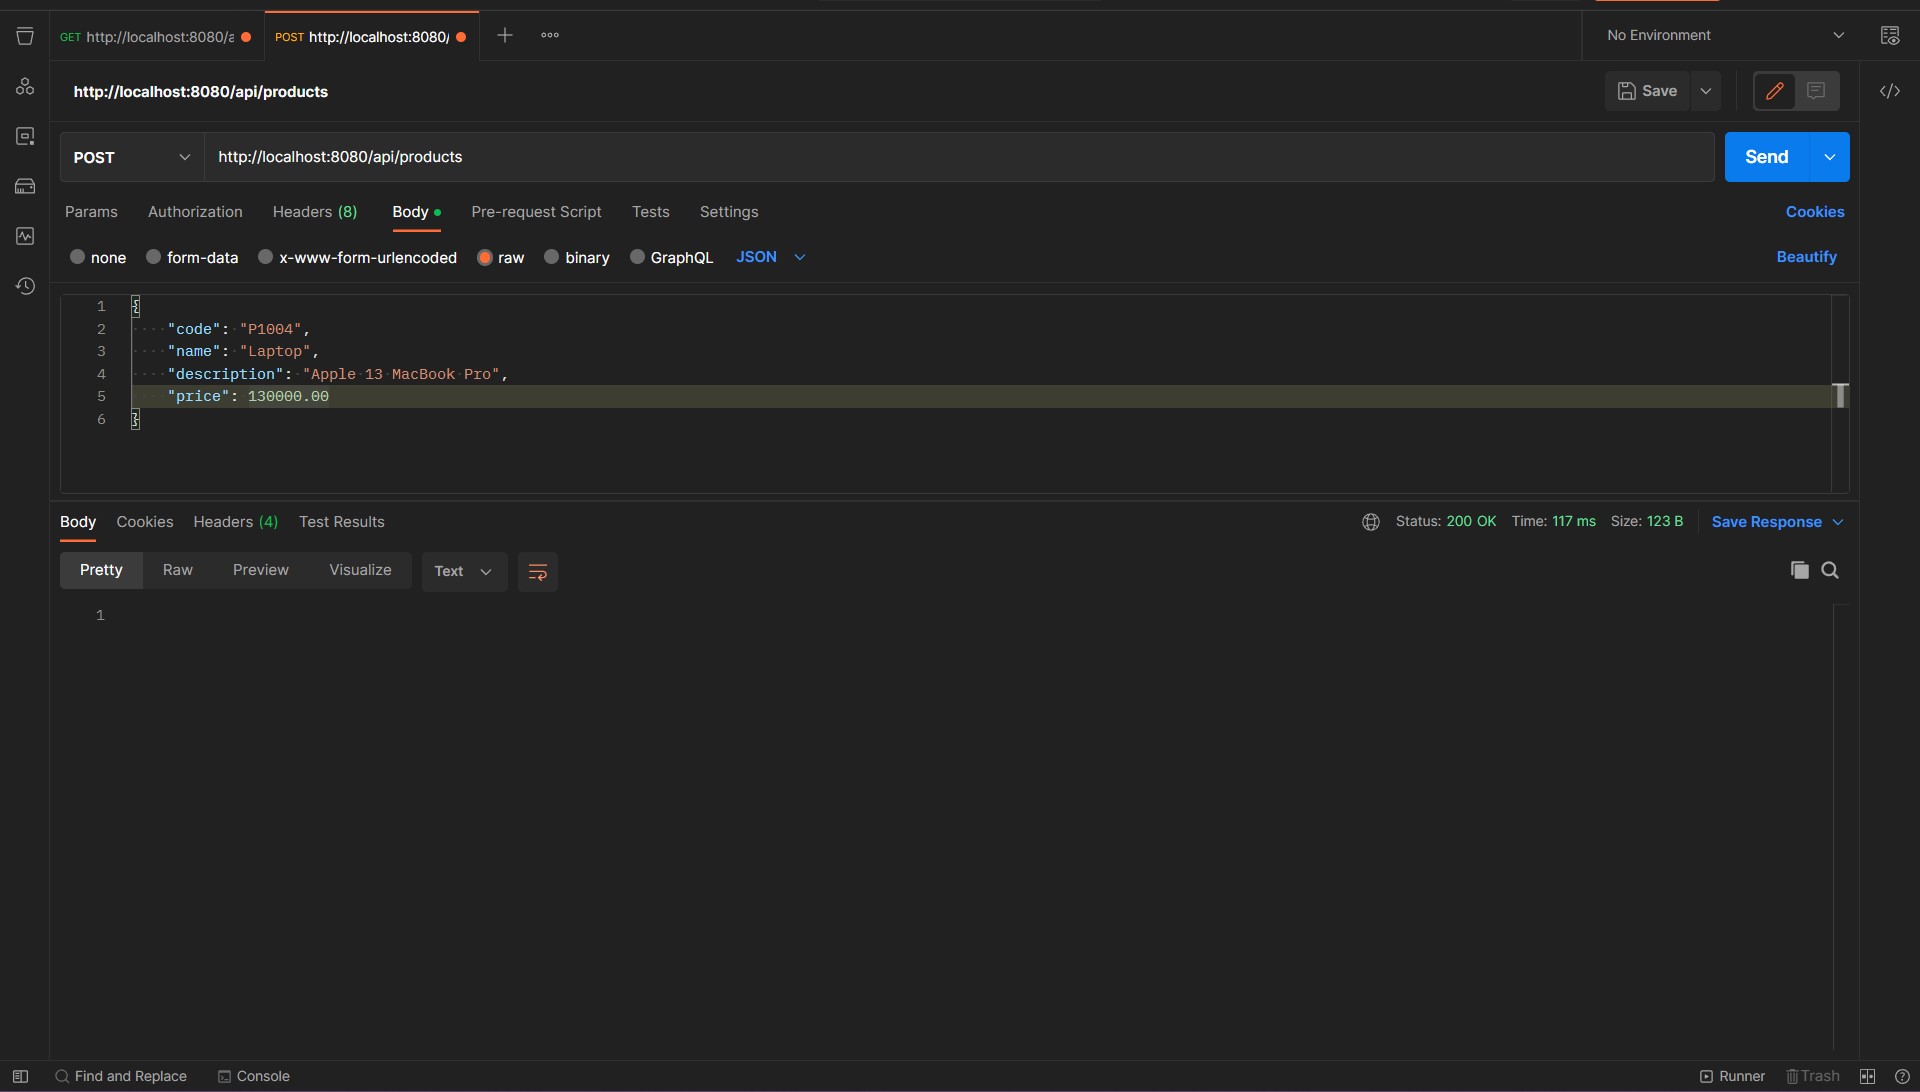 GET http://localhost:8080/a
POST http://localhost:8080/
No Environment
http://localhost:8080/api/products
Save
POST
http://localhost:8080/api/products
Send
Params Authorization Headers (8) Body Pre-request Script Tests Settings Cookies
none form-data x-www-form-urlencoded raw binary GraphQL JSON Beautify
1 {
2 "code": "P1004",
3 "name": "Laptop",
4 "description": "Apple 13 MacBook Pro",
5 "price": 130000.00
6 }
Body Cookies Headers (4) Test Results Status: 200 OK Time: 117 ms Size: 123 B Save Response
Pretty Raw Preview Visualize Text
1
Find and Replace Console Runner Trash